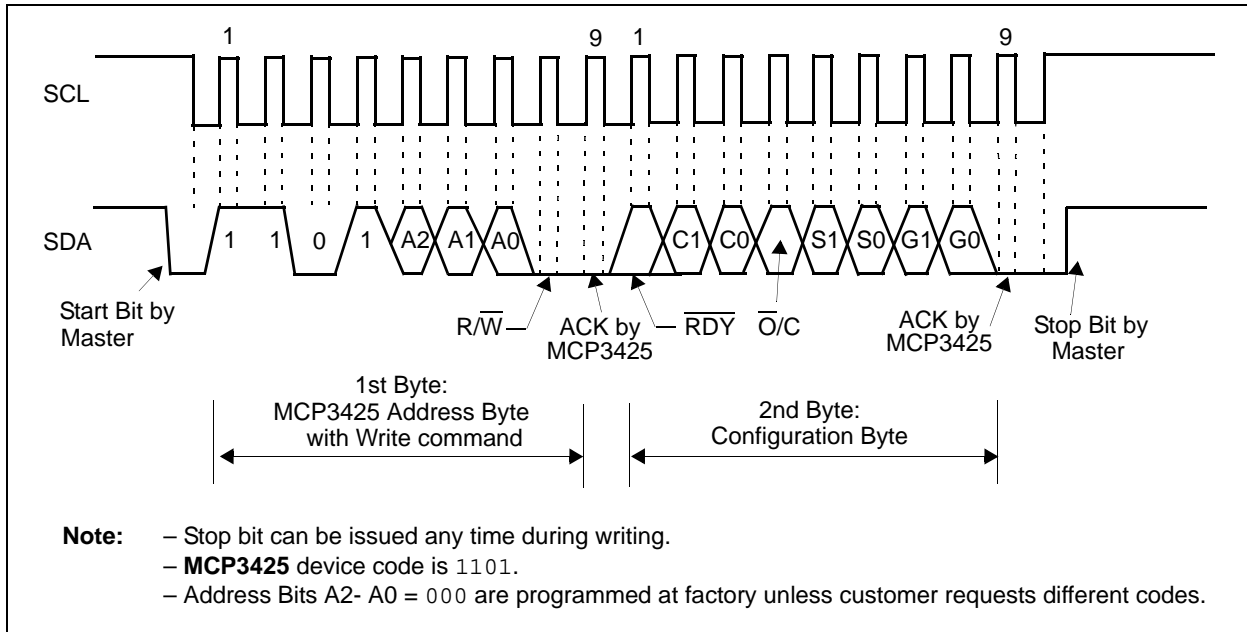 1 9 1 9
SCL
SDA
1 1 0 1 A2 A1 A0 C1 C0 S1 S0 G1 G0
Start Bit by
Master
R/W̅
ACK by
MCP3425
R̅D̅Y̅
O̅/C
ACK by
MCP3425
Stop Bit by
Master
1st Byte:
MCP3425 Address Byte
with Write command
2nd Byte:
Configuration Byte
Note: – Stop bit can be issued any time during writing.
– MCP3425 device code is 1101.
– Address Bits A2- A0 = 000 are programmed at factory unless customer requests different codes.